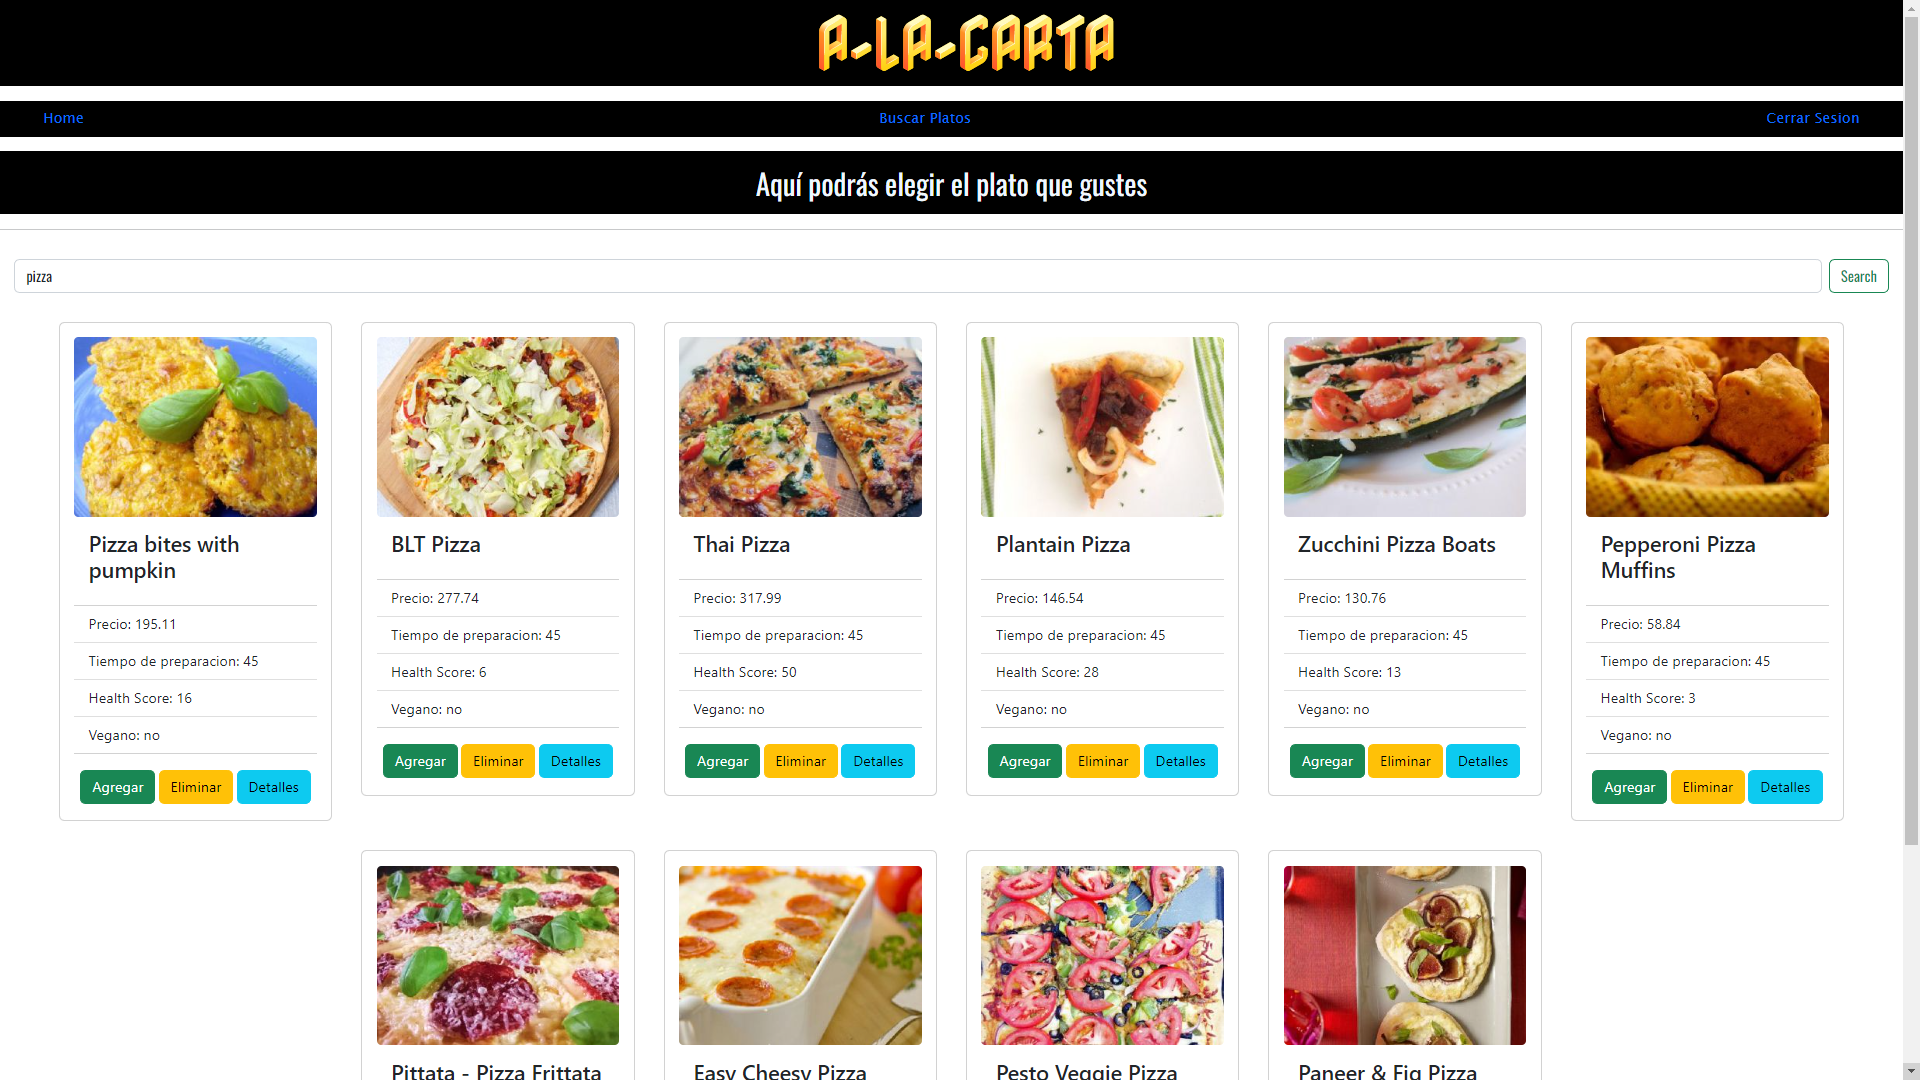 A-LA-CARTA
Home
Buscar Platos
Cerrar Sesion
Aquí podrás elegir el plato que gustes
pizza
Search
Pizza bites with
pumpkin
Precio: 195.11
Tiempo de preparacion: 45
Health Score: 16
Vegano: no
Agregar
Eliminar
Detalles
BLT Pizza
Precio: 277.74
Tiempo de preparacion: 45
Health Score: 6
Vegano: no
Agregar
Eliminar
Detalles
Thai Pizza
Precio: 317.99
Tiempo de preparacion: 45
Health Score: 50
Vegano: no
Agregar
Eliminar
Detalles
Plantain Pizza
Precio: 146.54
Tiempo de preparacion: 45
Health Score: 28
Vegano: no
Agregar
Eliminar
Detalles
Zucchini Pizza Boats
Precio: 130.76
Tiempo de preparacion: 45
Health Score: 13
Vegano: no
Agregar
Eliminar
Detalles
Pepperoni Pizza
Muffins
Precio: 58.84
Tiempo de preparacion: 45
Health Score: 3
Vegano: no
Agregar
Eliminar
Detalles
Pittata - Pizza Frittata
Easy Cheesy Pizza
Pesto Veggie Pizza
Paneer & Fig Pizza